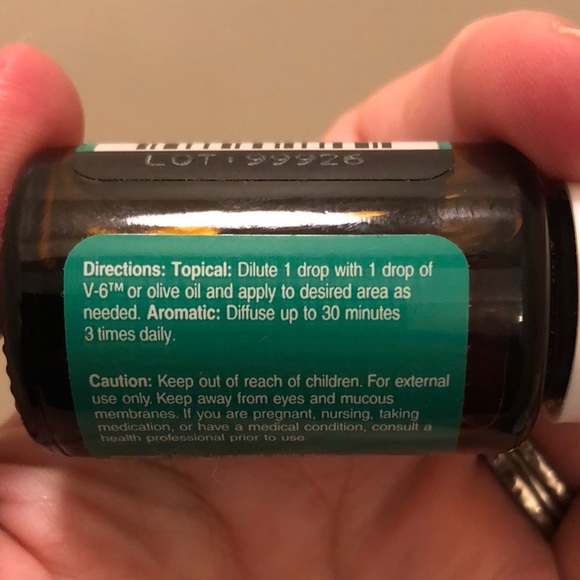 LOT: 99926
Directions: Topical: Dilute 1 drop with 1 drop of
V-6™ or olive oil and apply to desired area as
needed. Aromatic: Diffuse up to 30 minutes
3 times daily.
Caution: Keep out of reach of children. For external
use only. Keep away from eyes and mucous
membranes. If you are pregnant, nursing, taking
medication, or have a medical condition, consult a
health professional prior to use.